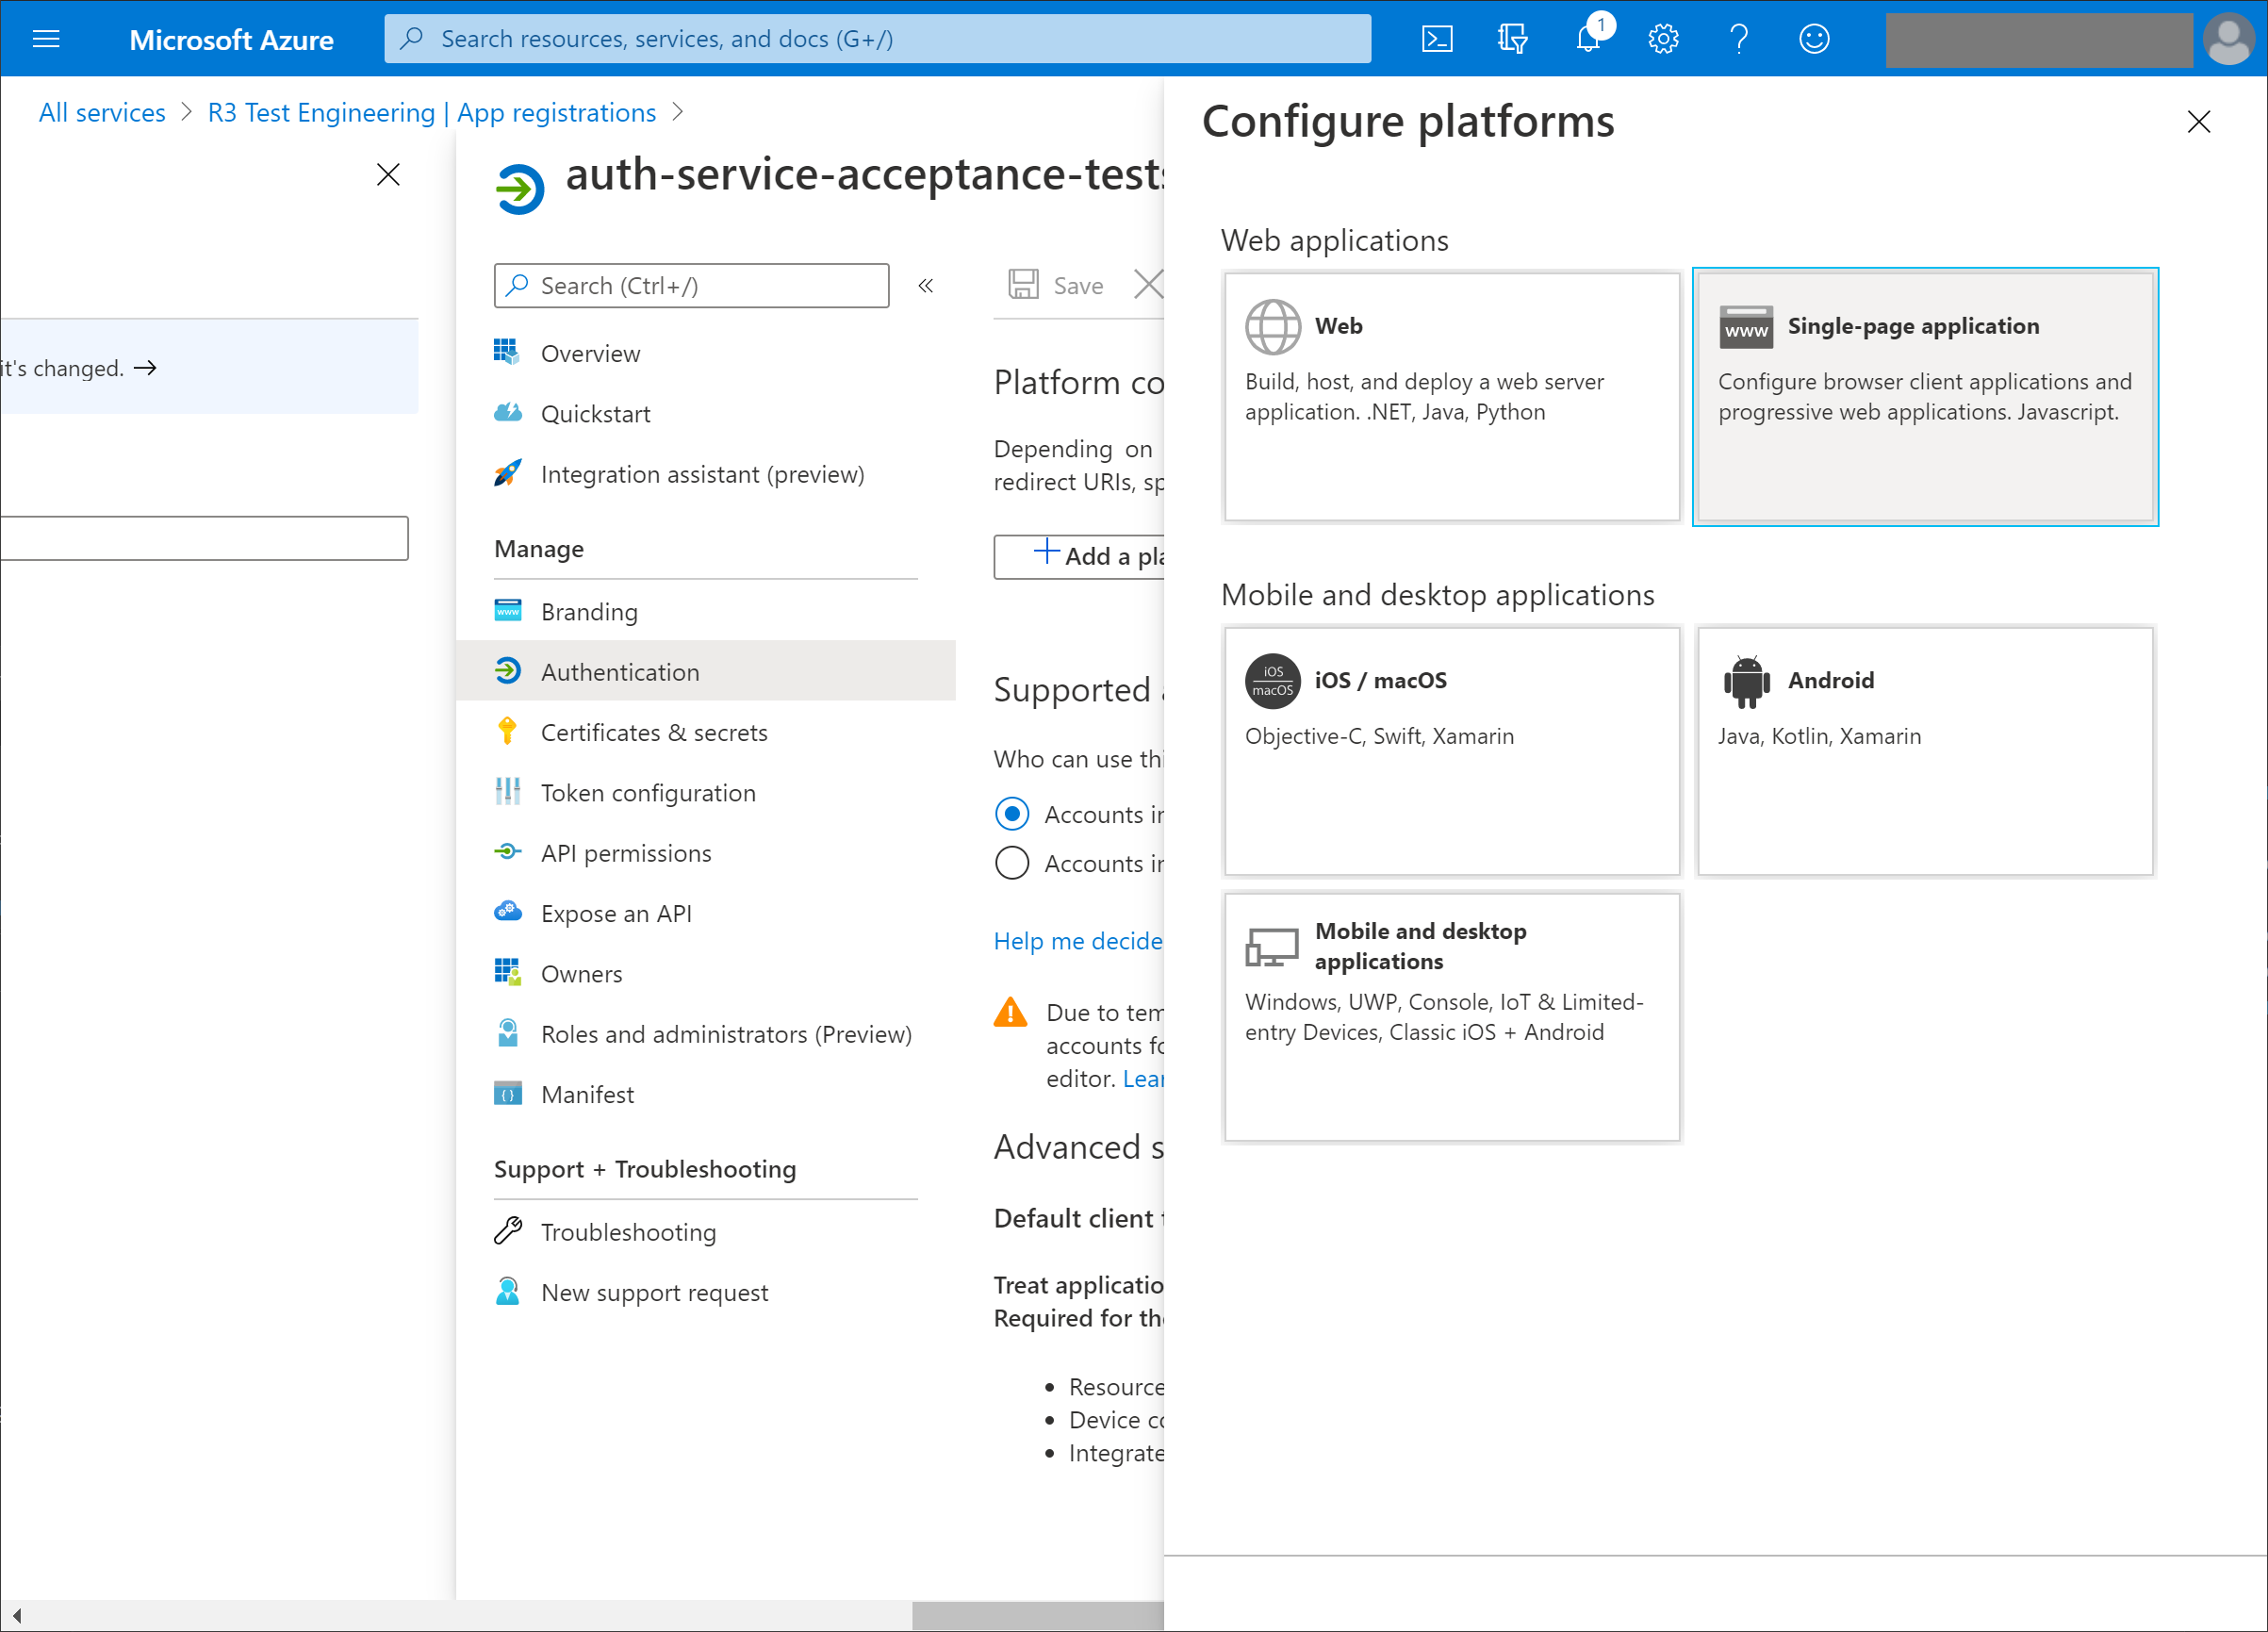 Microsoft Azure
Search resources, services, and docs (G+/)
1
All services > R3 Test Engineering | App registrations >
it's changed. →
auth-service-acceptance-tests
Search (Ctrl+/)
«
Overview
Quickstart
Integration assistant (preview)
Manage
www
Branding
Authentication
Certificates & secrets
Token configuration
API permissions
Expose an API
Owners
Roles and administrators (Preview)
Manifest
Support + Troubleshooting
Troubleshooting
New support request
Save
Platform co
Depending on
redirect URIs, sp
Add a pla
Supported
Who can use thi
Accounts in
Accounts in
Help me decide
Due to tem
accounts fo
editor. Lear
Advanced s
Default client t
Treat applicatio
Required for the
• Resource
• Device co
• Integrate
Configure platforms
Web applications
Web
Build, host, and deploy a web server
application. .NET, Java, Python
www
Single-page application
Configure browser client applications and
progressive web applications. Javascript.
Mobile and desktop applications
iOS
macOS
iOS / macOS
Objective-C, Swift, Xamarin
Android
Java, Kotlin, Xamarin
Mobile and desktop
applications
Windows, UWP, Console, IoT & Limited-
entry Devices, Classic iOS + Android